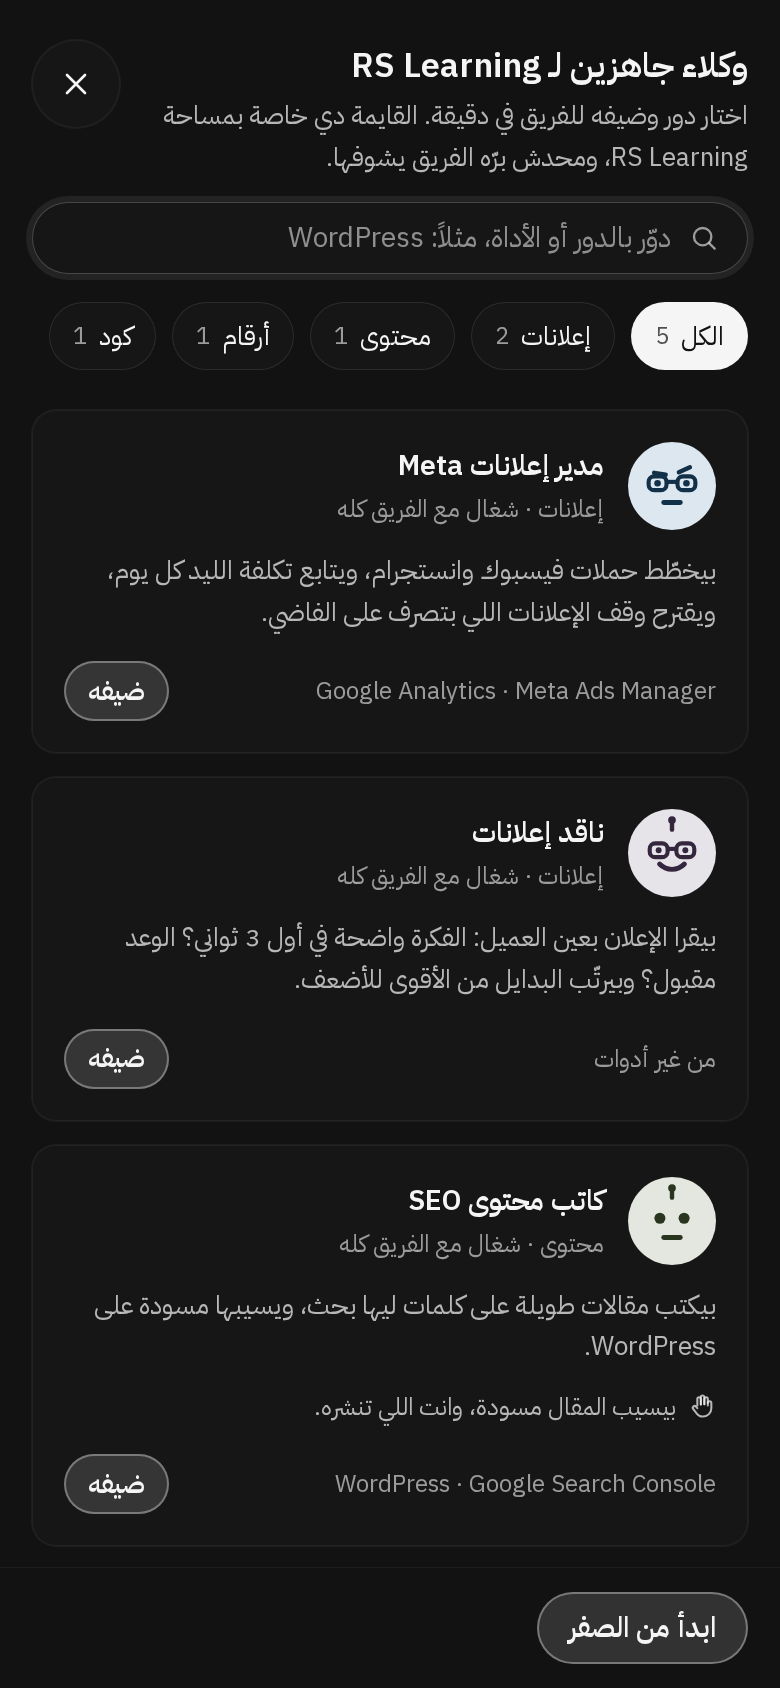 وكلاء جاهزين لـ RS Learning
اختار دور وضيفه للفريق في دقيقة. القايمة دي خاصة بمساحة
RS Learning، ومحدش برّه الفريق يشوفها.
دوّر بالدور أو الأداة، مثلاً: WordPress
الكل 5
إعلانات 2
محتوى 1
أرقام 1
كود 1
مدير إعلانات Meta
إعلانات · شغال مع الفريق كله
بيخطّط حملات فيسبوك وانستجرام، ويتابع تكلفة الليد كل يوم،
ويقترح وقف الإعلانات اللي بتصرف على الفاضي.
Google Analytics · Meta Ads Manager
ضيفه
ناقد إعلانات
إعلانات · شغال مع الفريق كله
بيقرا الإعلان بعين العميل: الفكرة واضحة في أول 3 ثواني؟ الوعد
مقبول؟ وبيرتّب البدايل من الأقوى للأضعف.
من غير أدوات
ضيفه
كاتب محتوى SEO
محتوى · شغال مع الفريق كله
بيكتب مقالات طويلة على كلمات ليها بحث، ويسيبها مسودة على
WordPress.
بيسيب المقال مسودة، وانت اللي تنشره.
WordPress · Google Search Console
ضيفه
ابدأ من الصفر